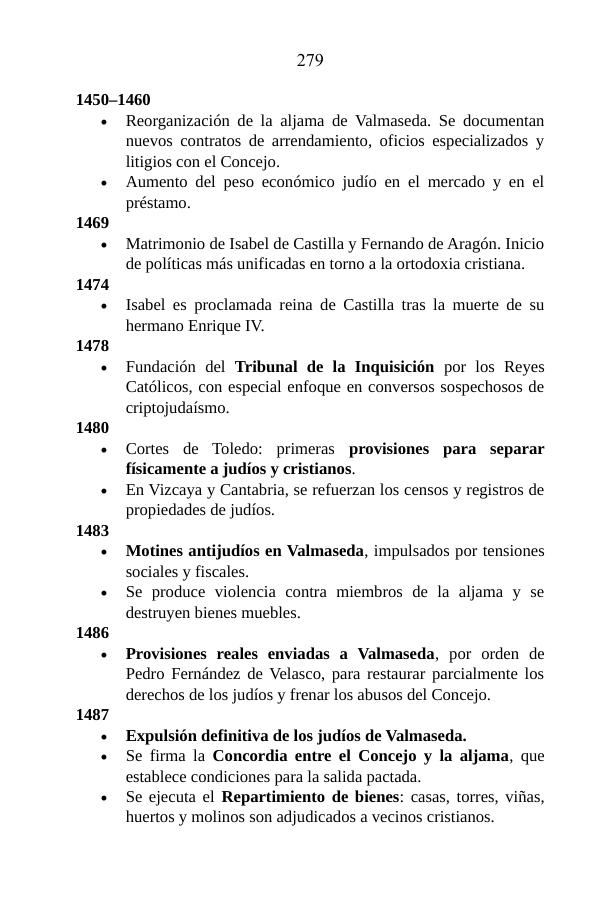 279
1450–1460
• Reorganización de la aljama de Valmaseda. Se documentan
nuevos contratos de arrendamiento, oficios especializados y
litigios con el Concejo.
• Aumento del peso económico judío en el mercado y en el
préstamo.
1469
• Matrimonio de Isabel de Castilla y Fernando de Aragón. Inicio
de políticas más unificadas en torno a la ortodoxia cristiana.
1474
• Isabel es proclamada reina de Castilla tras la muerte de su
hermano Enrique IV.
1478
• Fundación del Tribunal de la Inquisición por los Reyes
Católicos, con especial enfoque en conversos sospechosos de
criptojudaísmo.
1480
• Cortes de Toledo: primeras provisiones para separar
físicamente a judíos y cristianos.
• En Vizcaya y Cantabria, se refuerzan los censos y registros de
propiedades de judíos.
1483
• Motines antijudíos en Valmaseda, impulsados por tensiones
sociales y fiscales.
• Se produce violencia contra miembros de la aljama y se
destruyen bienes muebles.
1486
• Provisiones reales enviadas a Valmaseda, por orden de
Pedro Fernández de Velasco, para restaurar parcialmente los
derechos de los judíos y frenar los abusos del Concejo.
1487
• Expulsión definitiva de los judíos de Valmaseda.
• Se firma la Concordia entre el Concejo y la aljama, que
establece condiciones para la salida pactada.
• Se ejecuta el Repartimiento de bienes: casas, torres, viñas,
huertos y molinos son adjudicados a vecinos cristianos.